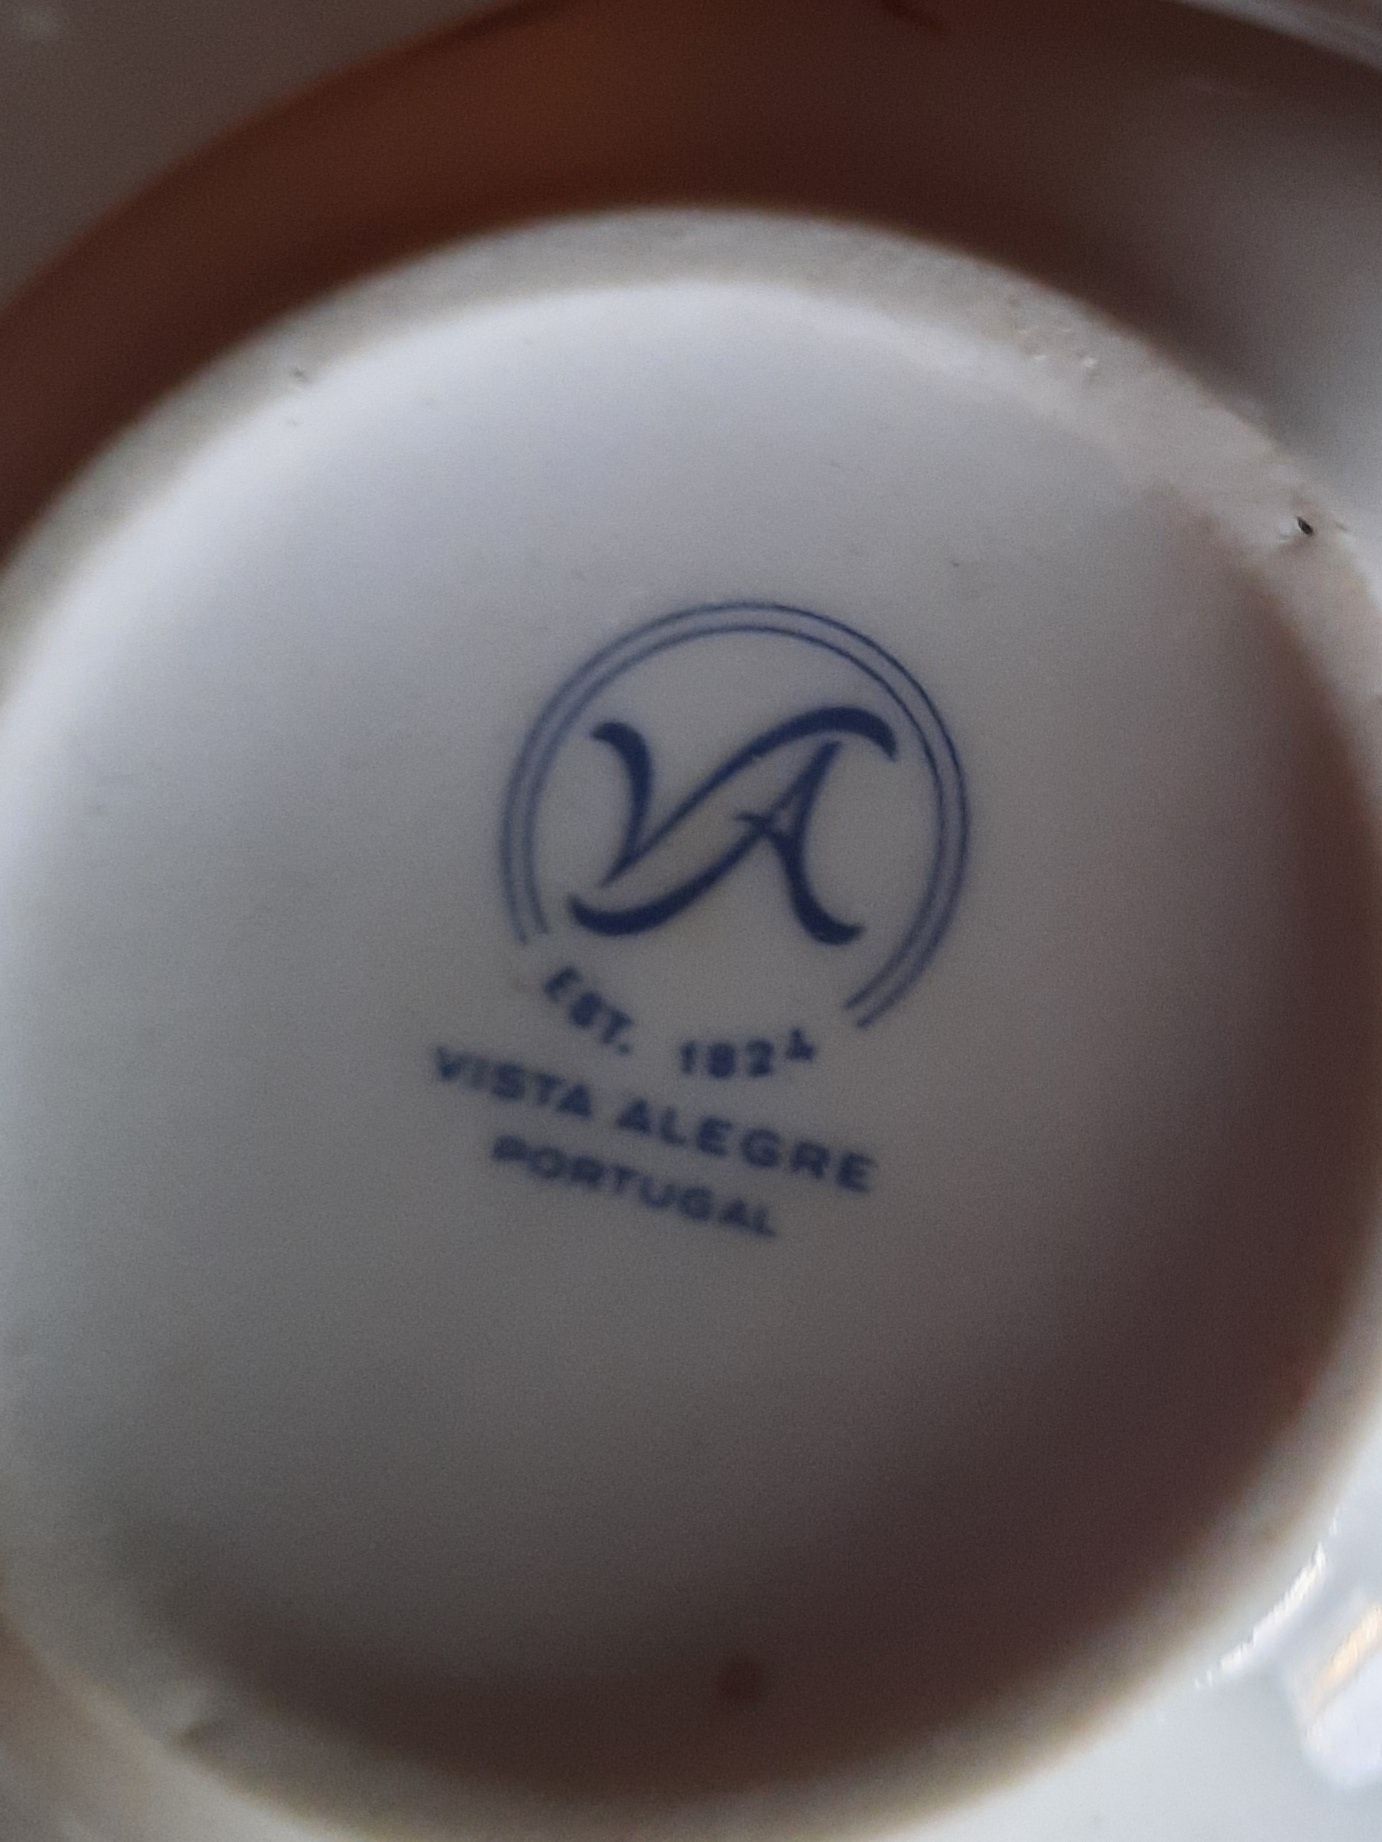 VA
EST. 1824
VISTA ALEGRE
PORTUGAL